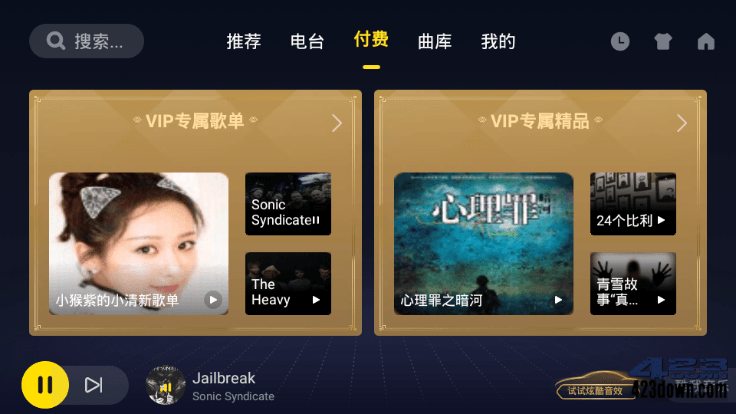 搜索...
推荐
电台
付费
曲库
我的
VIP专属歌单
VIP专属精品
Sonic
Syndicate
小猴紫的小清新歌单
The
Heavy
心理罪
心理罪之暗河
24个比利
青雪故
事“真...
Jailbreak
Sonic Syndicate
试试炫酷音效
423
423down.com